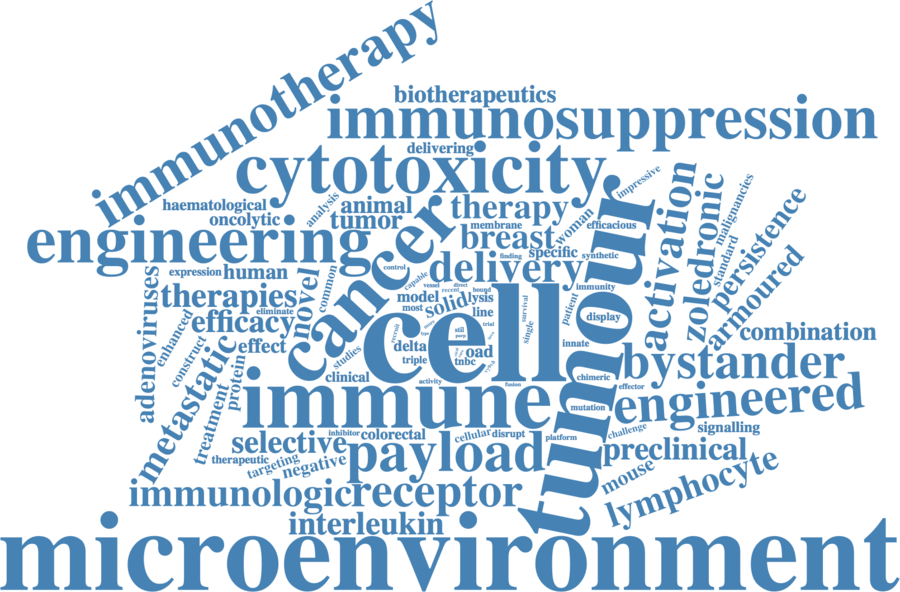 immunotherapy
biotherapeutics
immunosuppression
delivering
cytotoxicity
impressive
haematological
oncolytic
analysis
animal
tumor
therapy
membrane
woman
efficacious
activation
zoledronic
malignancies
standard
persistence
armoured
engineering
cancer
breast
finding
specific
synthetic
delivery
tumour
expression
human
control
capable
vessel
direct
recent
bound
immunity
adenoviruses
therapies
eliminate
novel
common
model
most
solid
lysis
line
survival
single
patient
display
enhanced
efficacy
cell
recruit
trial
combination
construct
effect
studies
delta
triple
oad
tnbc
innate
bystander
metastatic
treatment
protein
clinical
activity
fusion
chimeric
effector
immune
mutation
engineered
selective
inhibitor
colorectal
cellular
disrupt
platform
challenge
signalling
therapeutic
targeting
negative
payload
preclinical
mouse
lymphocyte
immunologic
receptor
interleukin
microenvironment